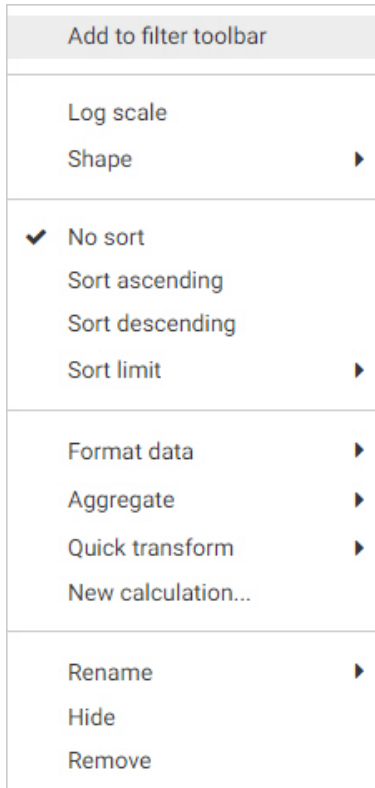 Add to filter toolbar
Log scale
Shape
No sort
Sort ascending
Sort descending
Sort limit
Format data
Aggregate
Quick transform
New calculation...
Rename
Hide
Remove